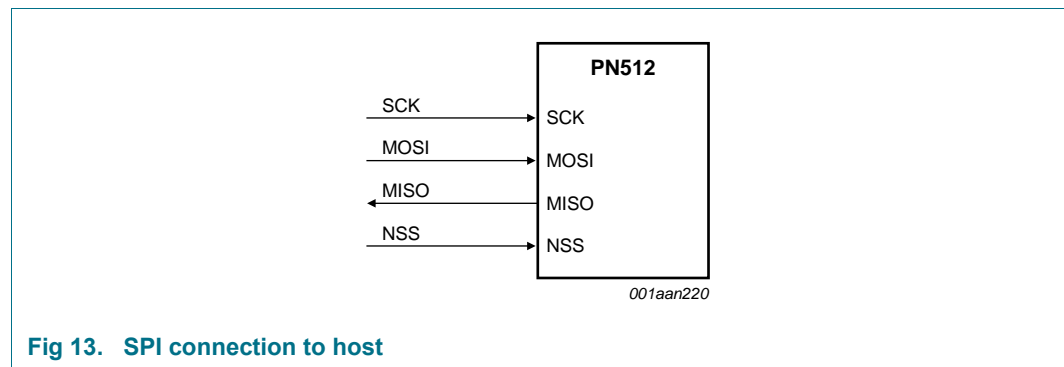 PN512
SCK
SCK
MOSI
MOSI
MISO
MISO
NSS
NSS
001aan220
Fig 13. SPI connection to host